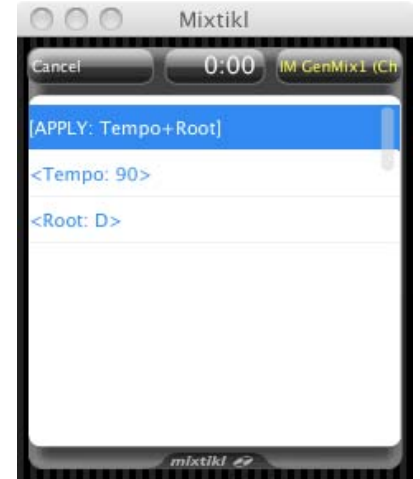 Mixtikl
Cancel
0:00
IM GenMix1 (Ch
[APPLY: Tempo+Root]
<Tempo: 90>
<Root: D>
mixtikl